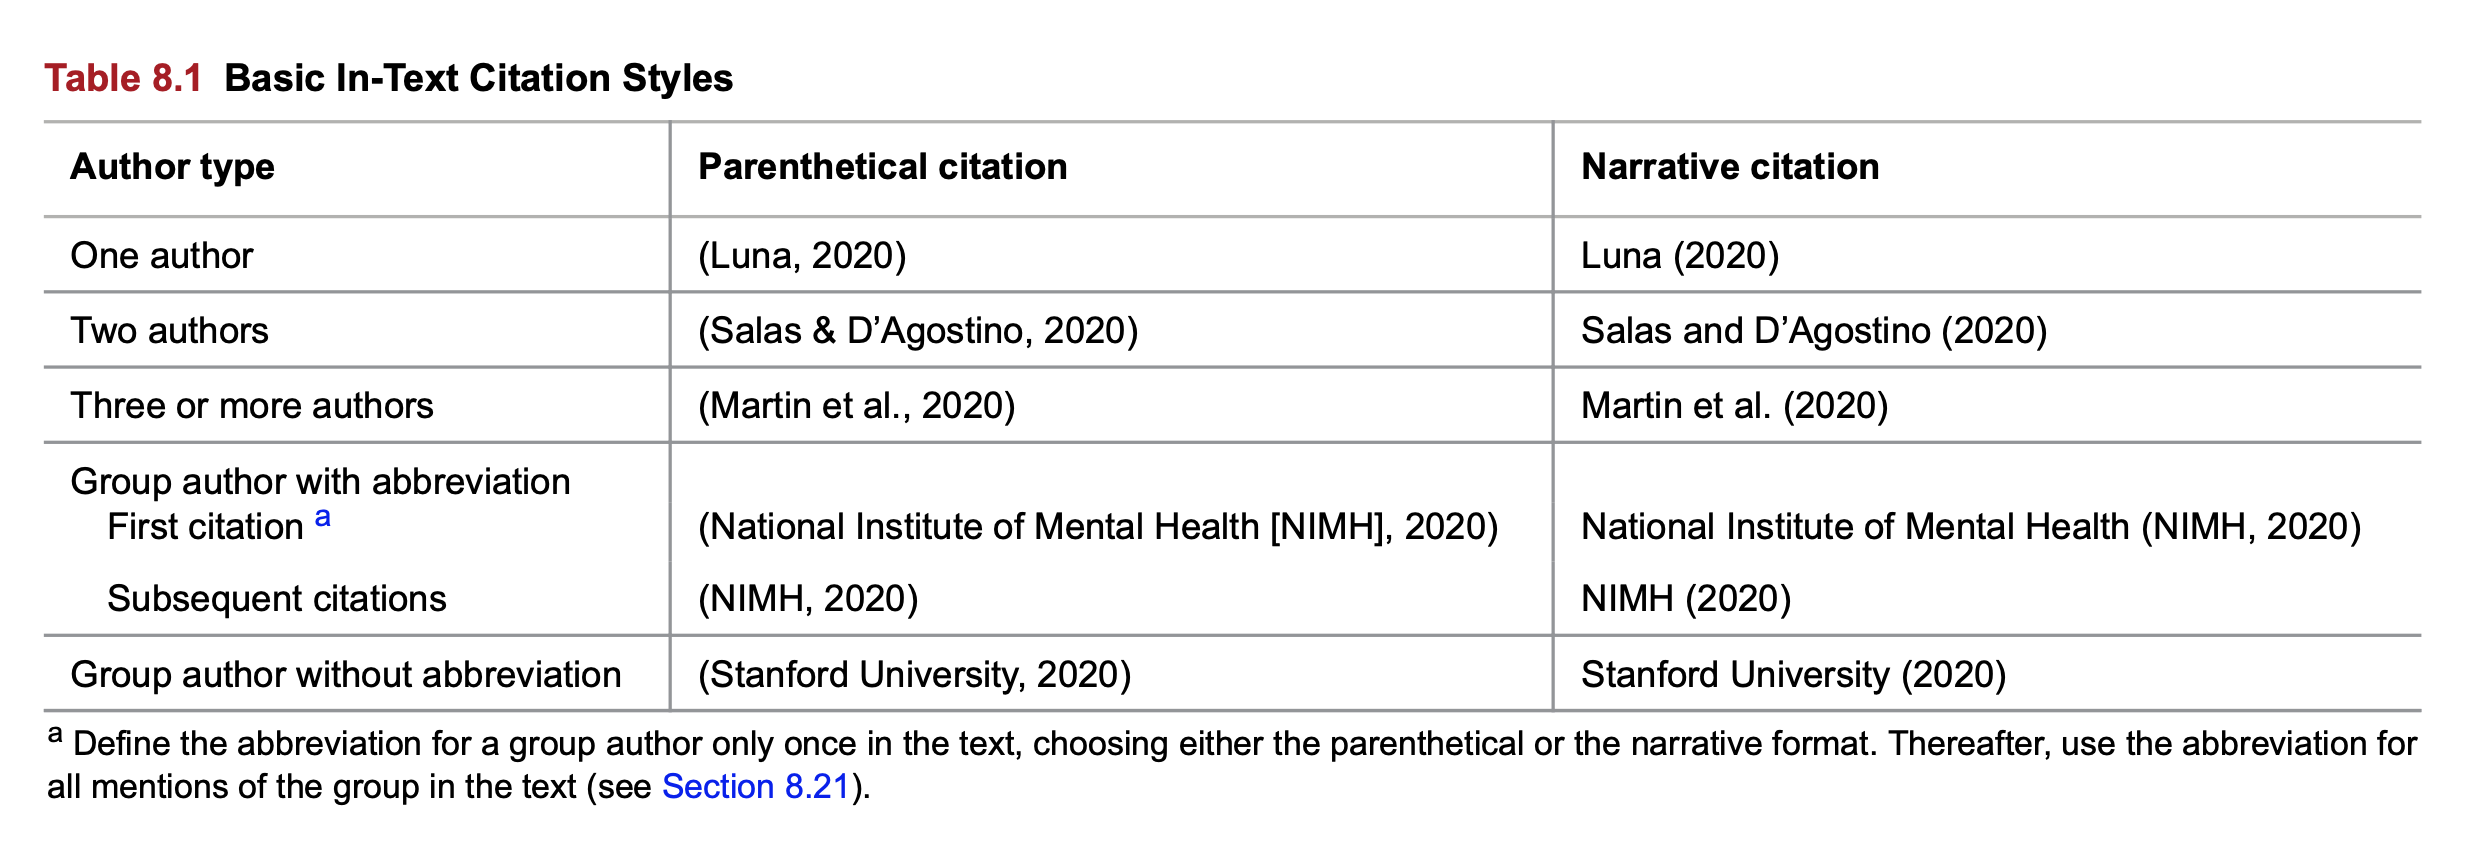 Table 8.1 Basic In-Text Citation Styles
Author type Parenthetical citation Narrative citation
One author (Luna, 2020) Luna (2020)
Two authors (Salas & D’Agostino, 2020) Salas and D’Agostino (2020)
Three or more authors (Martin et al., 2020) Martin et al. (2020)
Group author with abbreviation
First citation a (National Institute of Mental Health [NIMH], 2020) National Institute of Mental Health (NIMH, 2020)
Subsequent citations (NIMH, 2020) NIMH (2020)
Group author without abbreviation (Stanford University, 2020) Stanford University (2020)
a Define the abbreviation for a group author only once in the text, choosing either the parenthetical or the narrative format. Thereafter, use the abbreviation for
all mentions of the group in the text (see Section 8.21).